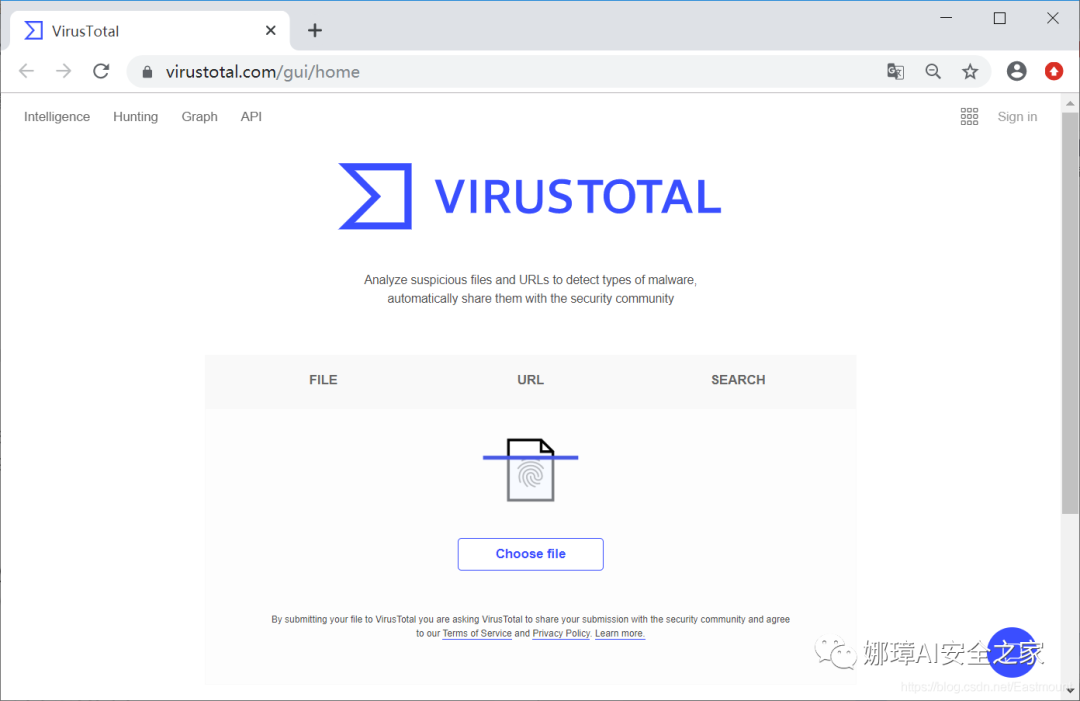 VirusTotal
virustotal.com/gui/home
Intelligence Hunting Graph API Sign in
VIRUSTOTAL
Analyze suspicious files and URLs to detect types of malware,
automatically share them with the security community
FILE URL SEARCH
Choose file
By submitting your file to VirusTotal you are asking VirusTotal to share your submission with the security community and agree
to our Terms of Service and Privacy Policy. Learn more.
娜璋AI安全之家
https://blog.csdn.net/Eastmount